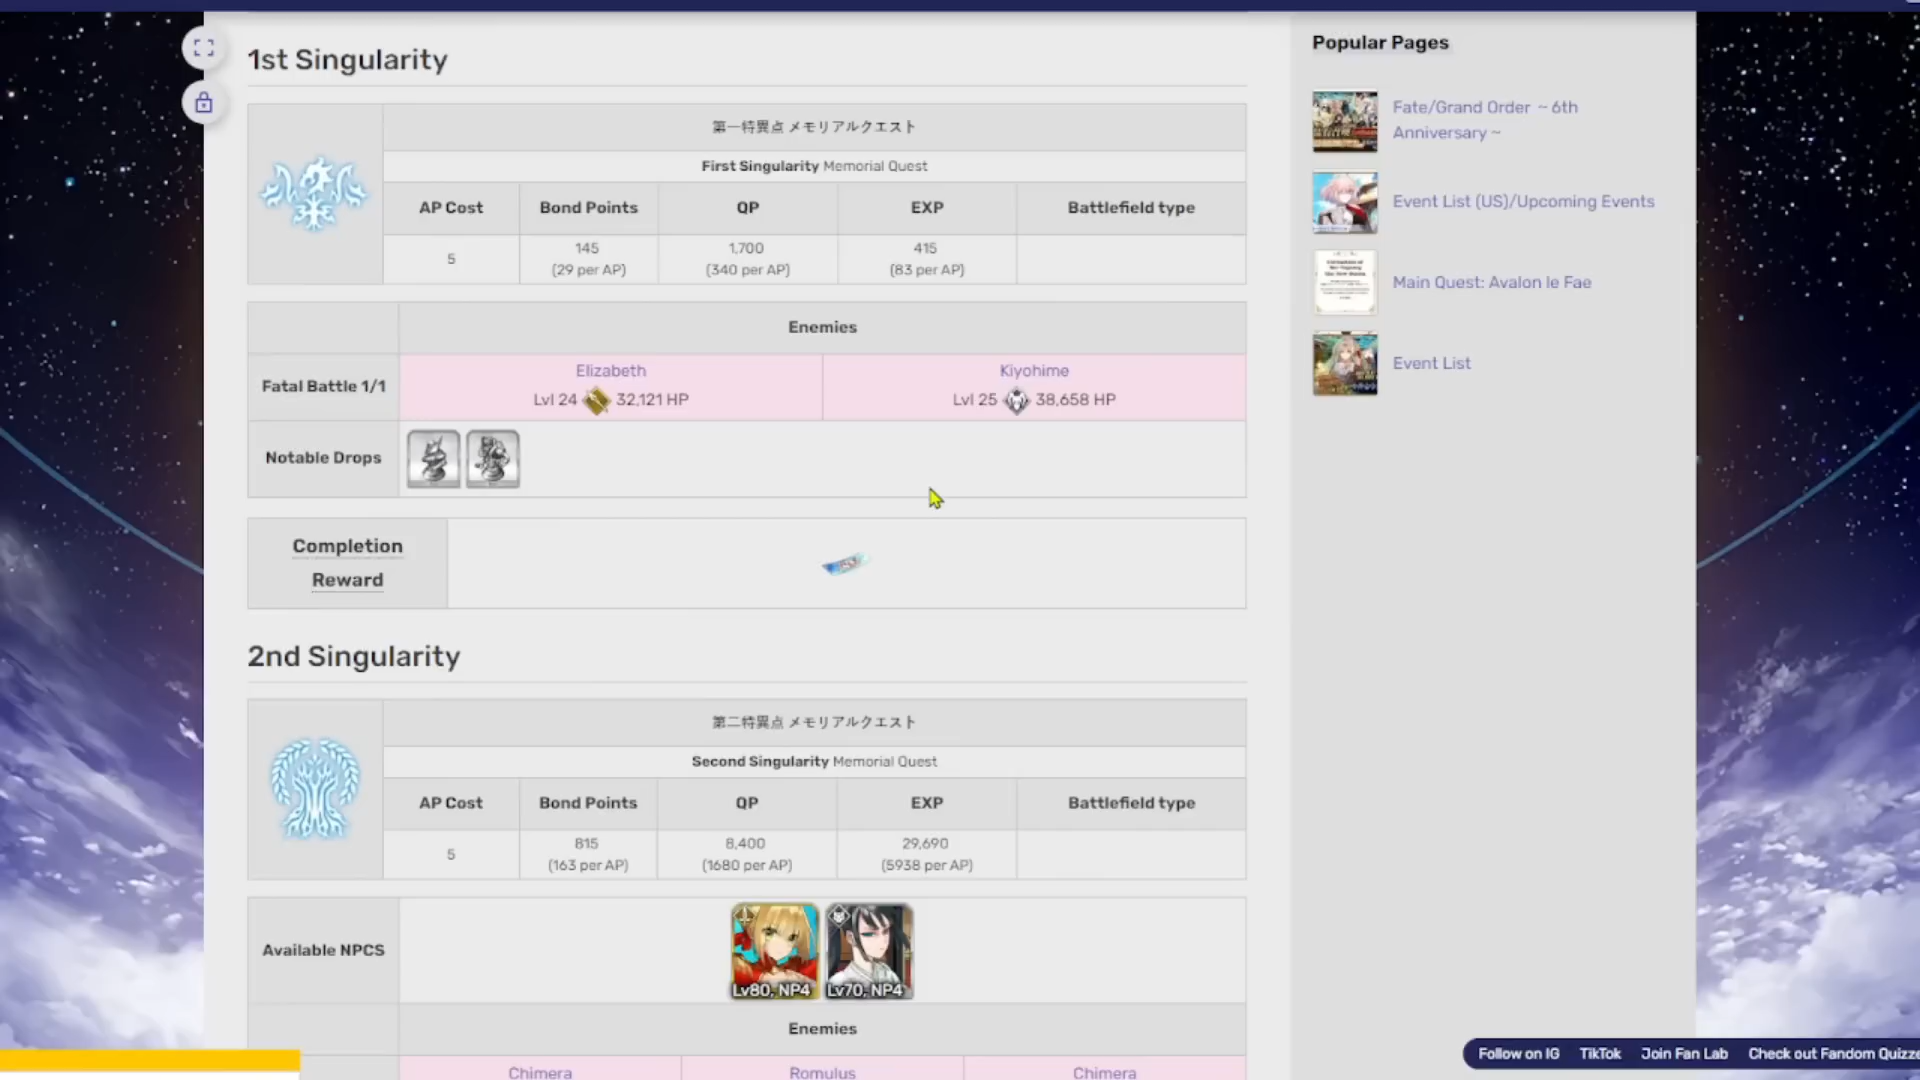 1st Singularity
第一特異点 メモリアルクエスト
First Singularity Memorial Quest
AP Cost
Bond Points
QP
EXP
Battlefield type
5
145
(29 per AP)
1,700
(340 per AP)
415
(83 per AP)
Enemies
Fatal Battle 1/1
Elizabeth
Lvl 24 32,121 HP
Kiyohime
Lvl 25 38,658 HP
Notable Drops
Completion
Reward
2nd Singularity
第二特異点 メモリアルクエスト
Second Singularity Memorial Quest
AP Cost
Bond Points
QP
EXP
Battlefield type
5
815
(163 per AP)
8,400
(1680 per AP)
29,690
(5938 per AP)
Available NPCS
Lv80, NP4
Lv70, NP4
Enemies
Chimera
Romulus
Chimera
Popular Pages
Fate/Grand Order ~ 6th
Anniversary ~
Event List (US)/Upcoming Events
Main Quest: Avalon le Fae
Event List
Follow on IG
TikTok
Join Fan Lab
Check out Fandom Quizze